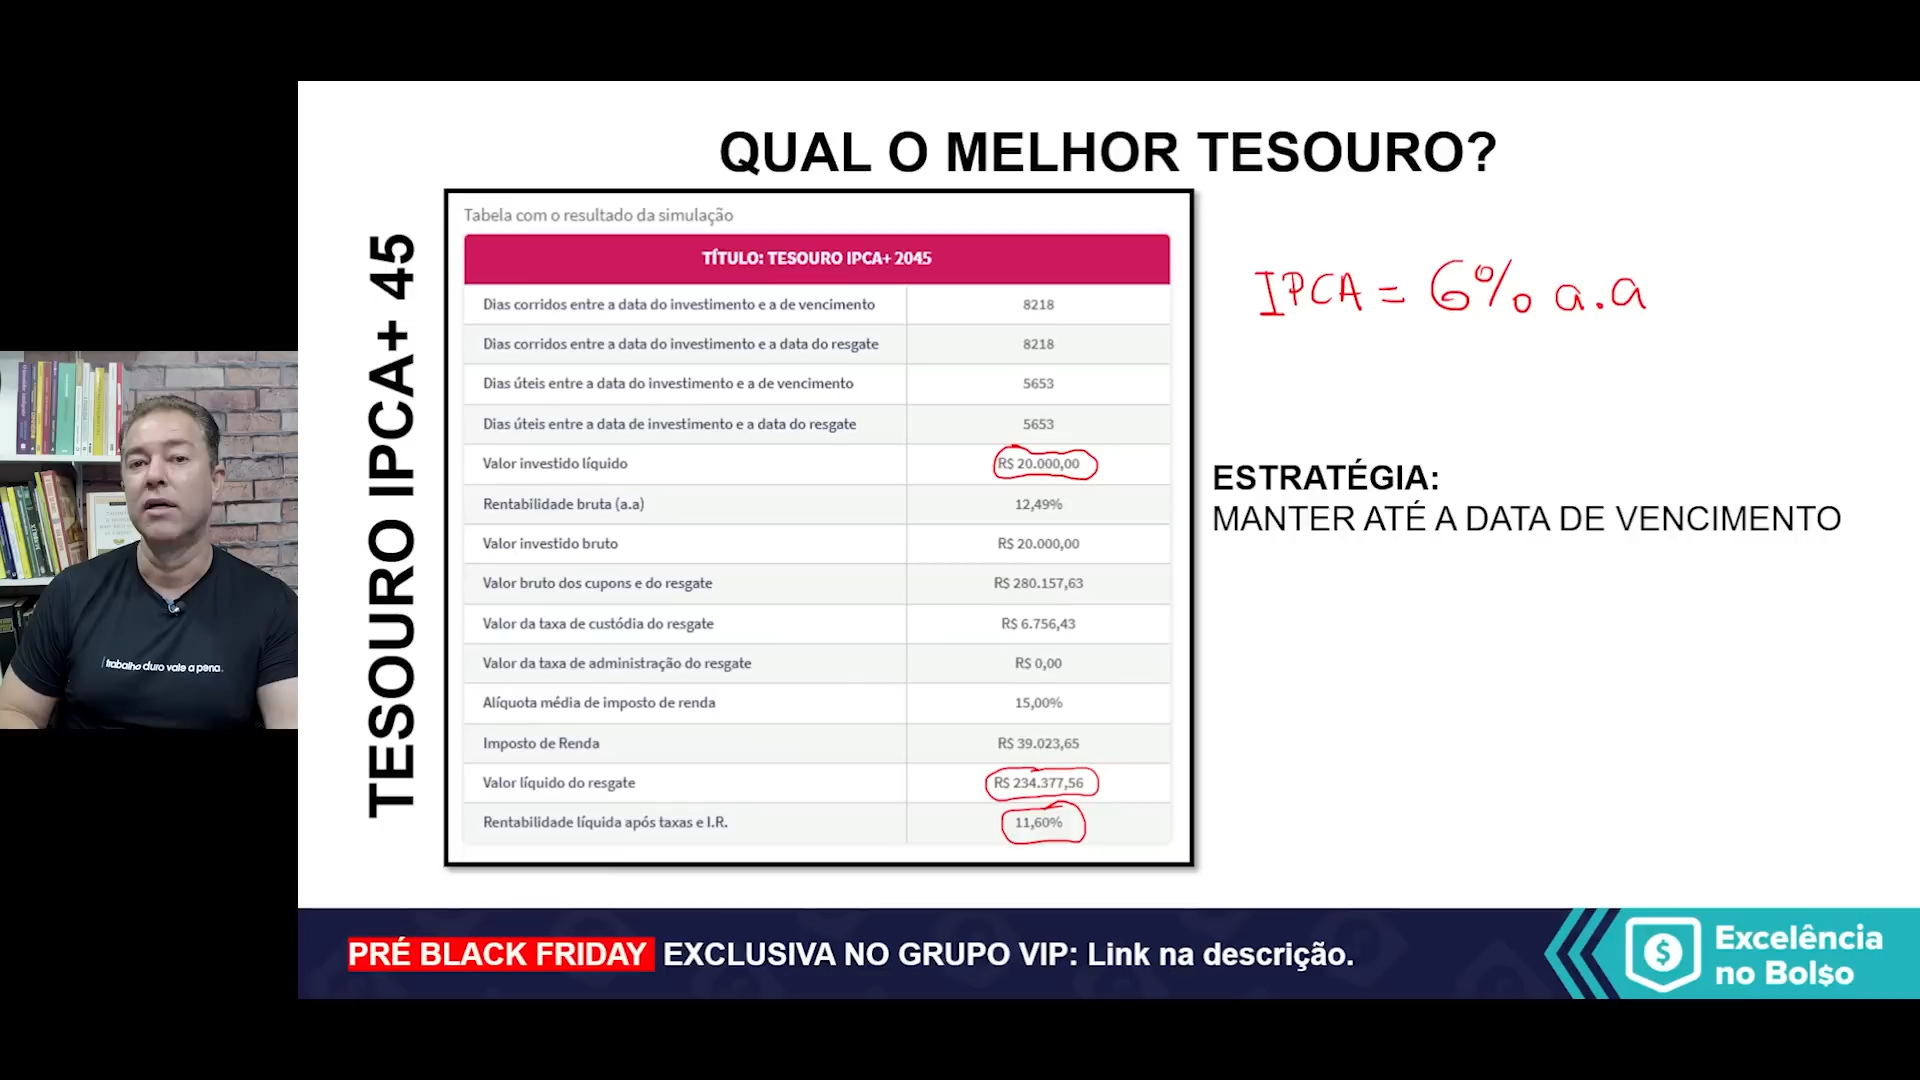 QUAL O MELHOR TESOURO?
TESOURO IPCA+ 45
Tabela com o resultado da simulação
TÍTULO: TESOURO IPCA+ 2045
Dias corridos entre a data do investimento e a de vencimento 8218
Dias corridos entre a data do investimento e a data do resgate 8218
Dias úteis entre a data do investimento e a de vencimento 5653
Dias úteis entre a data de investimento e a data do resgate 5653
Valor investido líquido R$ 20.000,00
Rentabilidade bruta (a.a) 12,49%
Valor investido bruto R$ 20.000,00
Valor bruto dos cupons e do resgate R$ 280.157,63
Valor da taxa de custódia do resgate R$ 6.756,43
Valor da taxa de administração do resgate R$ 0,00
Alíquota média de imposto de renda 15,00%
Imposto de Renda R$ 39.023,65
Valor líquido do resgate R$ 234.377,56
Rentabilidade líquida após taxas e I.R. 11,60%
IPCA = 6% a.a
ESTRATÉGIA:
MANTER ATÉ A DATA DE VENCIMENTO
trabalho duro vale a pena.
PRÉ BLACK FRIDAY EXCLUSIVA NO GRUPO VIP: Link na descrição.
Excelência
no Bol$o